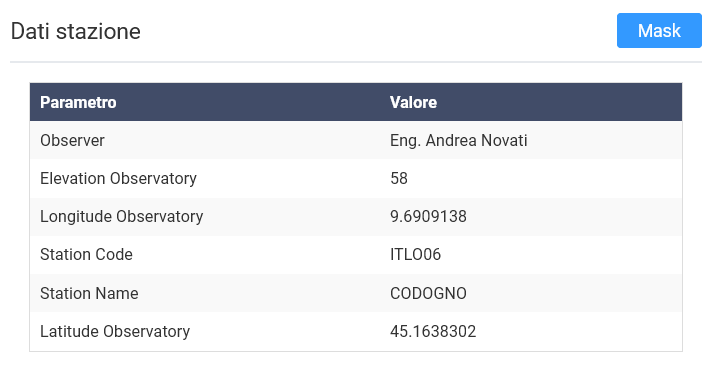 Dati stazione
Mask
Parametro Valore
Observer Eng. Andrea Novati
Elevation Observatory 58
Longitude Observatory 9.6909138
Station Code ITLO06
Station Name CODOGNO
Latitude Observatory 45.1638302